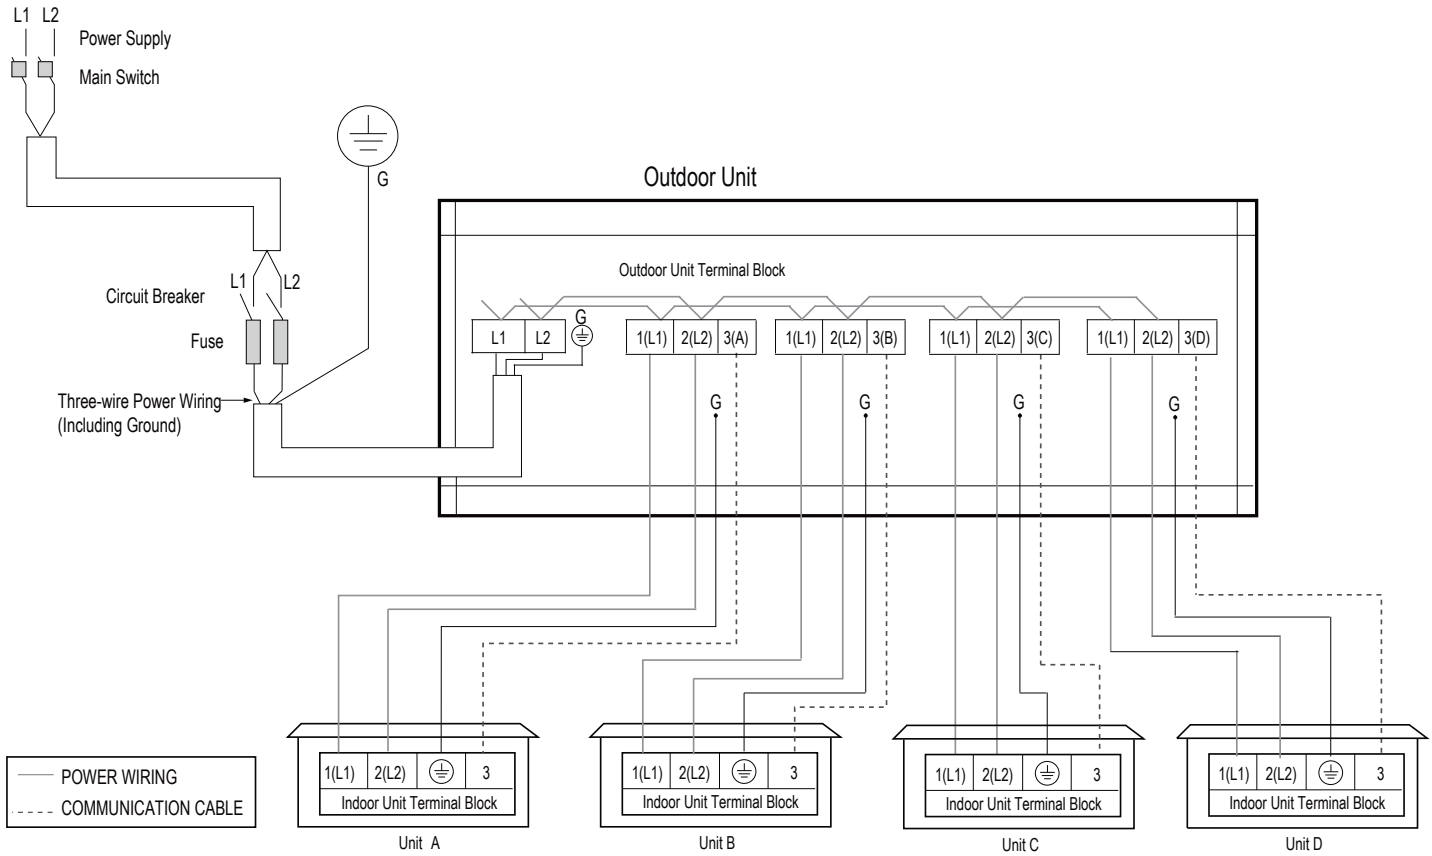 L1 L2
Power Supply
Main Switch
G
Outdoor Unit
Outdoor Unit Terminal Block
L1 L2
Circuit Breaker
Fuse
G
L1 L2
1(L1) 2(L2) 3(A)
1(L1) 2(L2) 3(B)
1(L1) 2(L2) 3(C)
1(L1) 2(L2) 3(D)
Three-wire Power Wiring
(Including Ground)
G G G G
1(L1) 2(L2) 3
Indoor Unit Terminal Block
Unit A
1(L1) 2(L2) 3
Indoor Unit Terminal Block
Unit B
1(L1) 2(L2) 3
Indoor Unit Terminal Block
Unit C
1(L1) 2(L2) 3
Indoor Unit Terminal Block
Unit D
POWER WIRING
COMMUNICATION CABLE